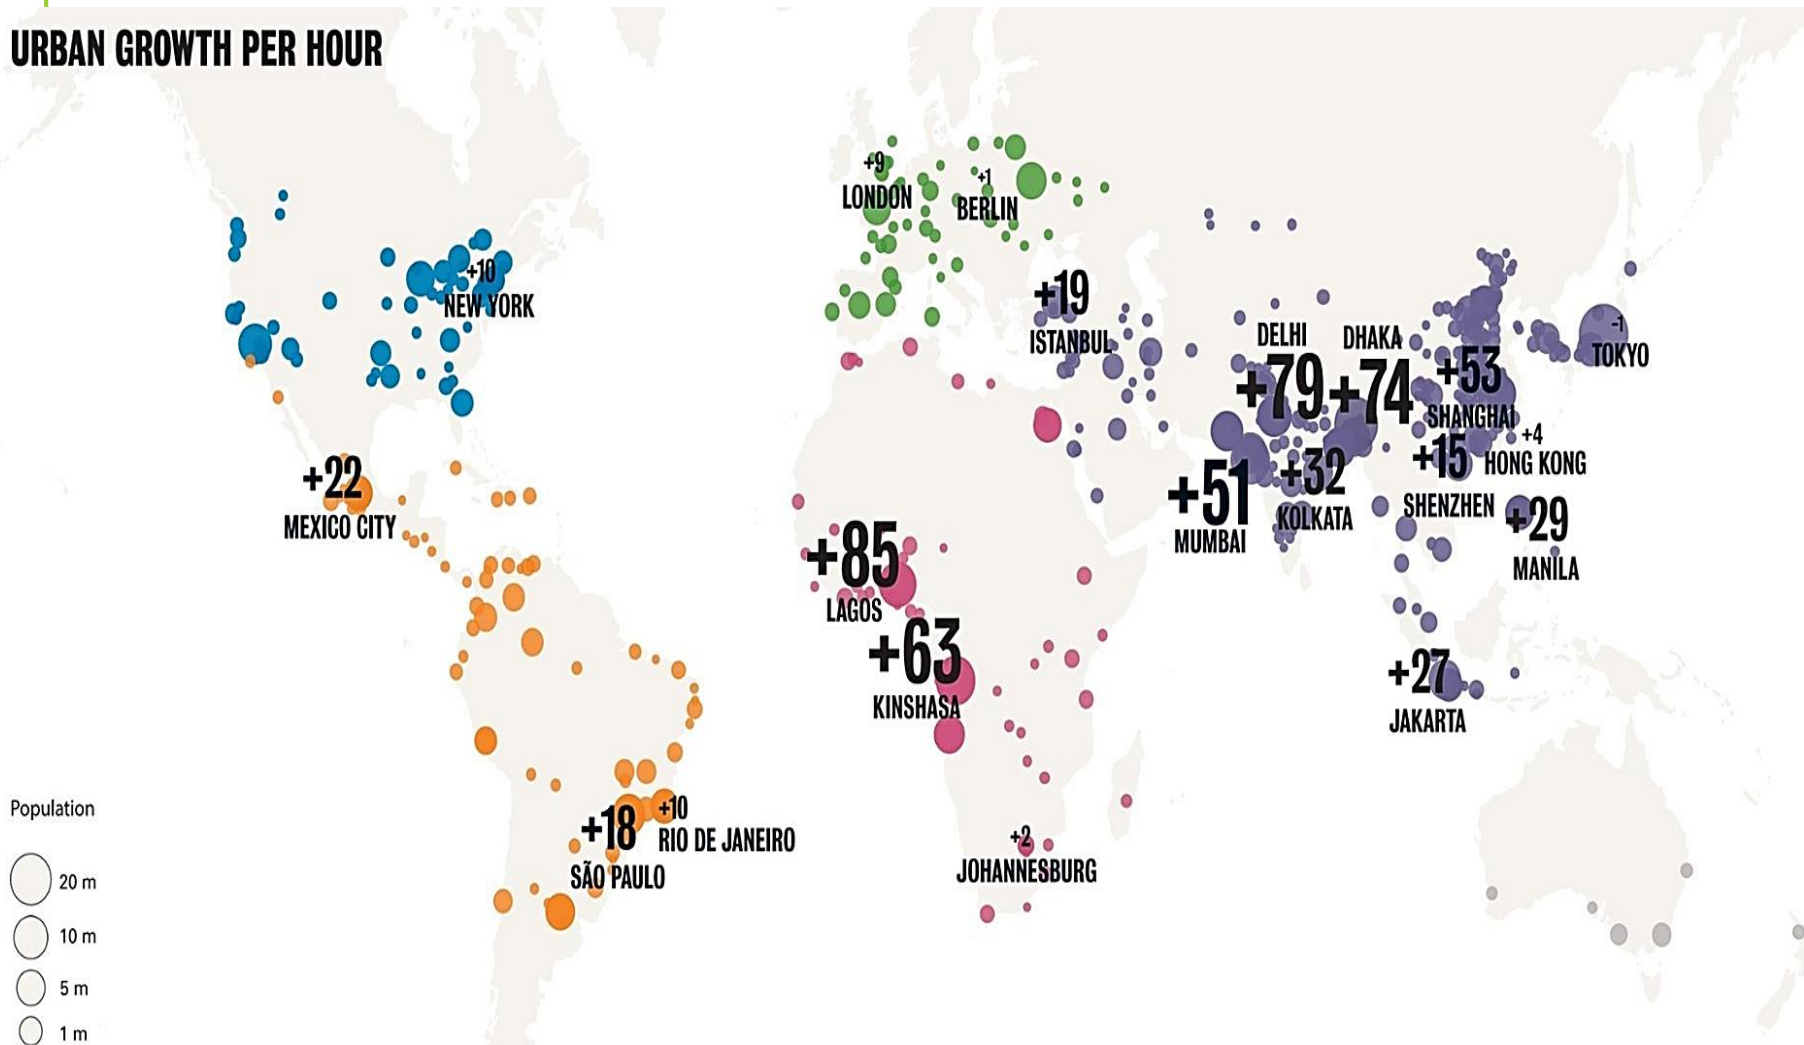 URBAN GROWTH PER HOUR
+9
LONDON
+1
BERLIN
+10
NEW YORK
+19
ISTANBUL
DELHI
+79
DHAKA
+74
+53
SHANGHAI
-1
TOKYO
+22
MEXICO CITY
+51
MUMBAI
+32
KOLKATA
+15
SHENZHEN
+4
HONG KONG
+29
MANILA
+85
LAGOS
+63
KINSHASA
+27
JAKARTA
+18
SÃO PAULO
+10
RIO DE JANEIRO
+2
JOHANNESBURG
Population
20 m
10 m
5 m
1 m